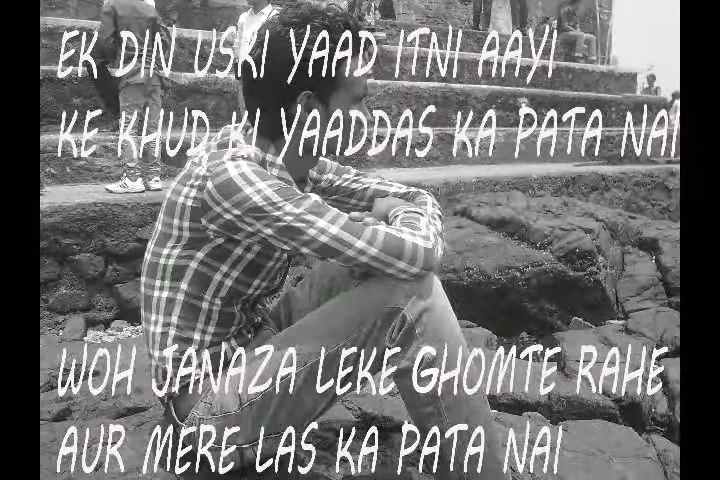 EK DIN USKI YAAD ITNI AAYI
KE KHUD KI YAADDAS KA PATA NAI
WOH JANAZA LEKE GHOMTE RAHE
AUR MERE LAS KA PATA NAI